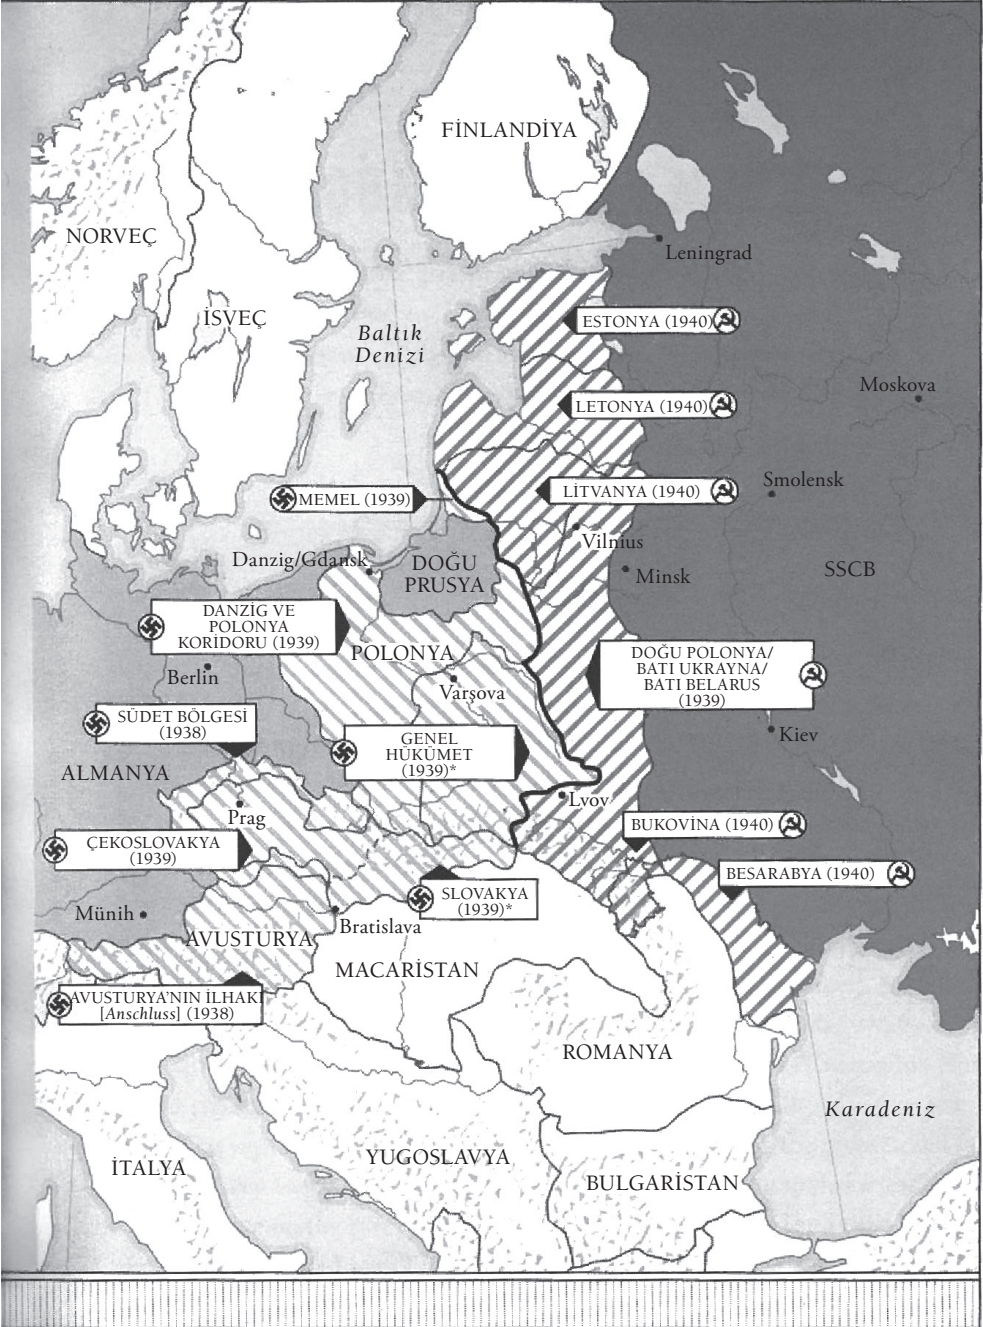 FİNLANDİYA
NORVEÇ
Leningrad
İSVEÇ
ESTONYA (1940)
Baltık
Denizi
Moskova
LETONYA (1940)
Smolensk
LİTVANYA (1940)
MEMEL (1939)
Vilnius
Danzig/Gdansk
DOĞU
PRUSYA
Minsk
SSCB
DANZİG VE
POLONYA
KORİDORU (1939)
POLONYA
DOĞU POLONYA/
BATI UKRAYNA/
BATI BELARUS
(1939)
Berlin
Varşova
SÜDET BÖLGESİ
(1938)
Kiev
GENEL
HÜKÜMET
(1939)*
ALMANYA
Lvov
Prag
BUKOVİNA (1940)
ÇEKOSLOVAKYA
(1939)
BESARABYA (1940)
SLOVAKYA
(1939)*
Münih
Bratislava
AVUSTURYA
MACARİSTAN
AVUSTURYA'NIN İLHAKI
[Anschluss] (1938)
ROMANYA
Karadeniz
İTALYA
YUGOSLAVYA
BULGARİSTAN